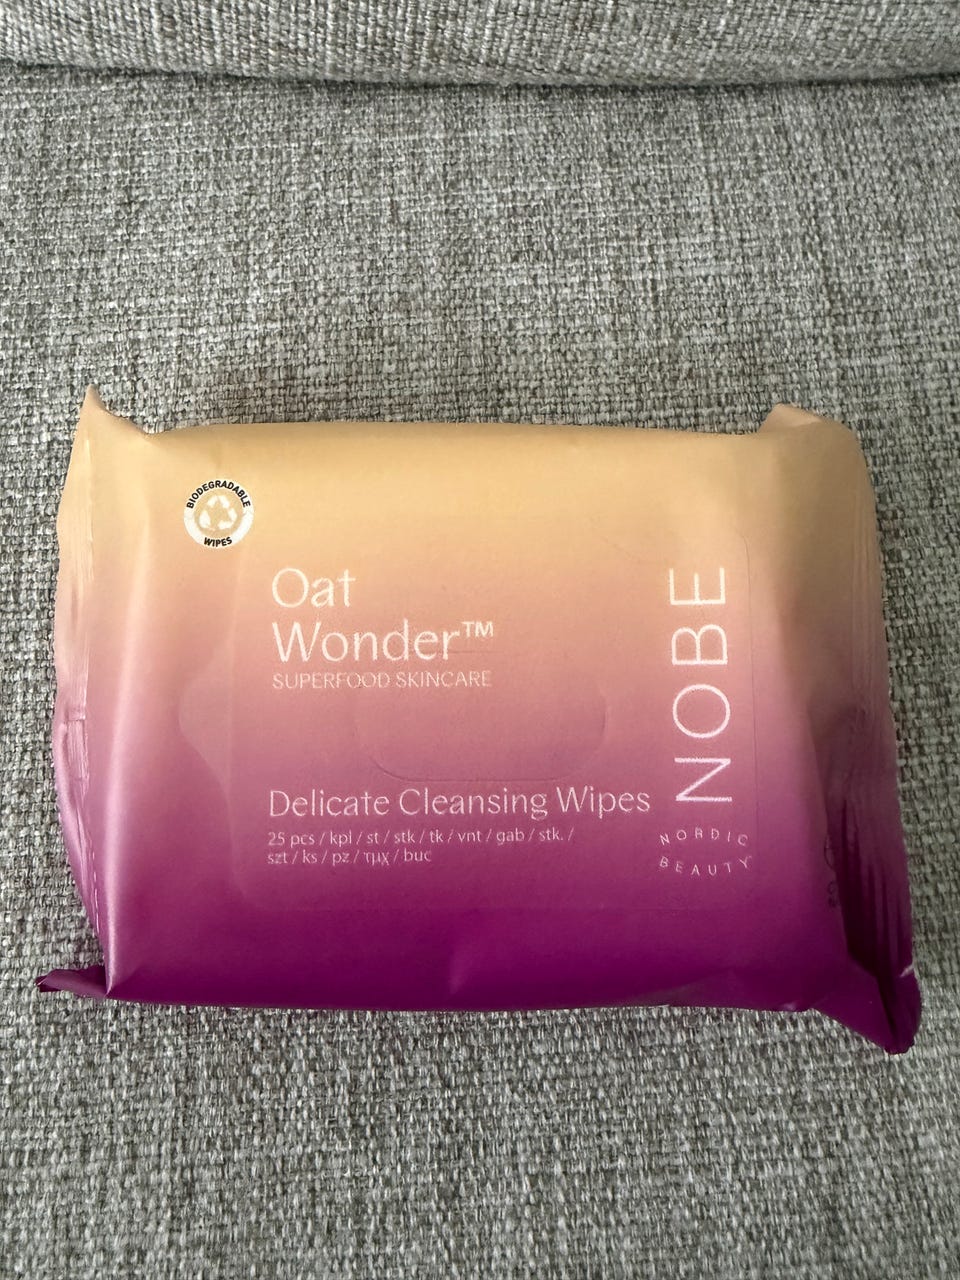 BIODEGRADABLE
WIPES
Oat
Wonder™
SUPERFOOD SKINCARE
Delicate Cleansing Wipes
25 pcs / kpl / st / stk / tk / vnt / gab / stk. /
szt / ks / pz / τμχ / buc
NOBE
NORDIC
BEAUTY